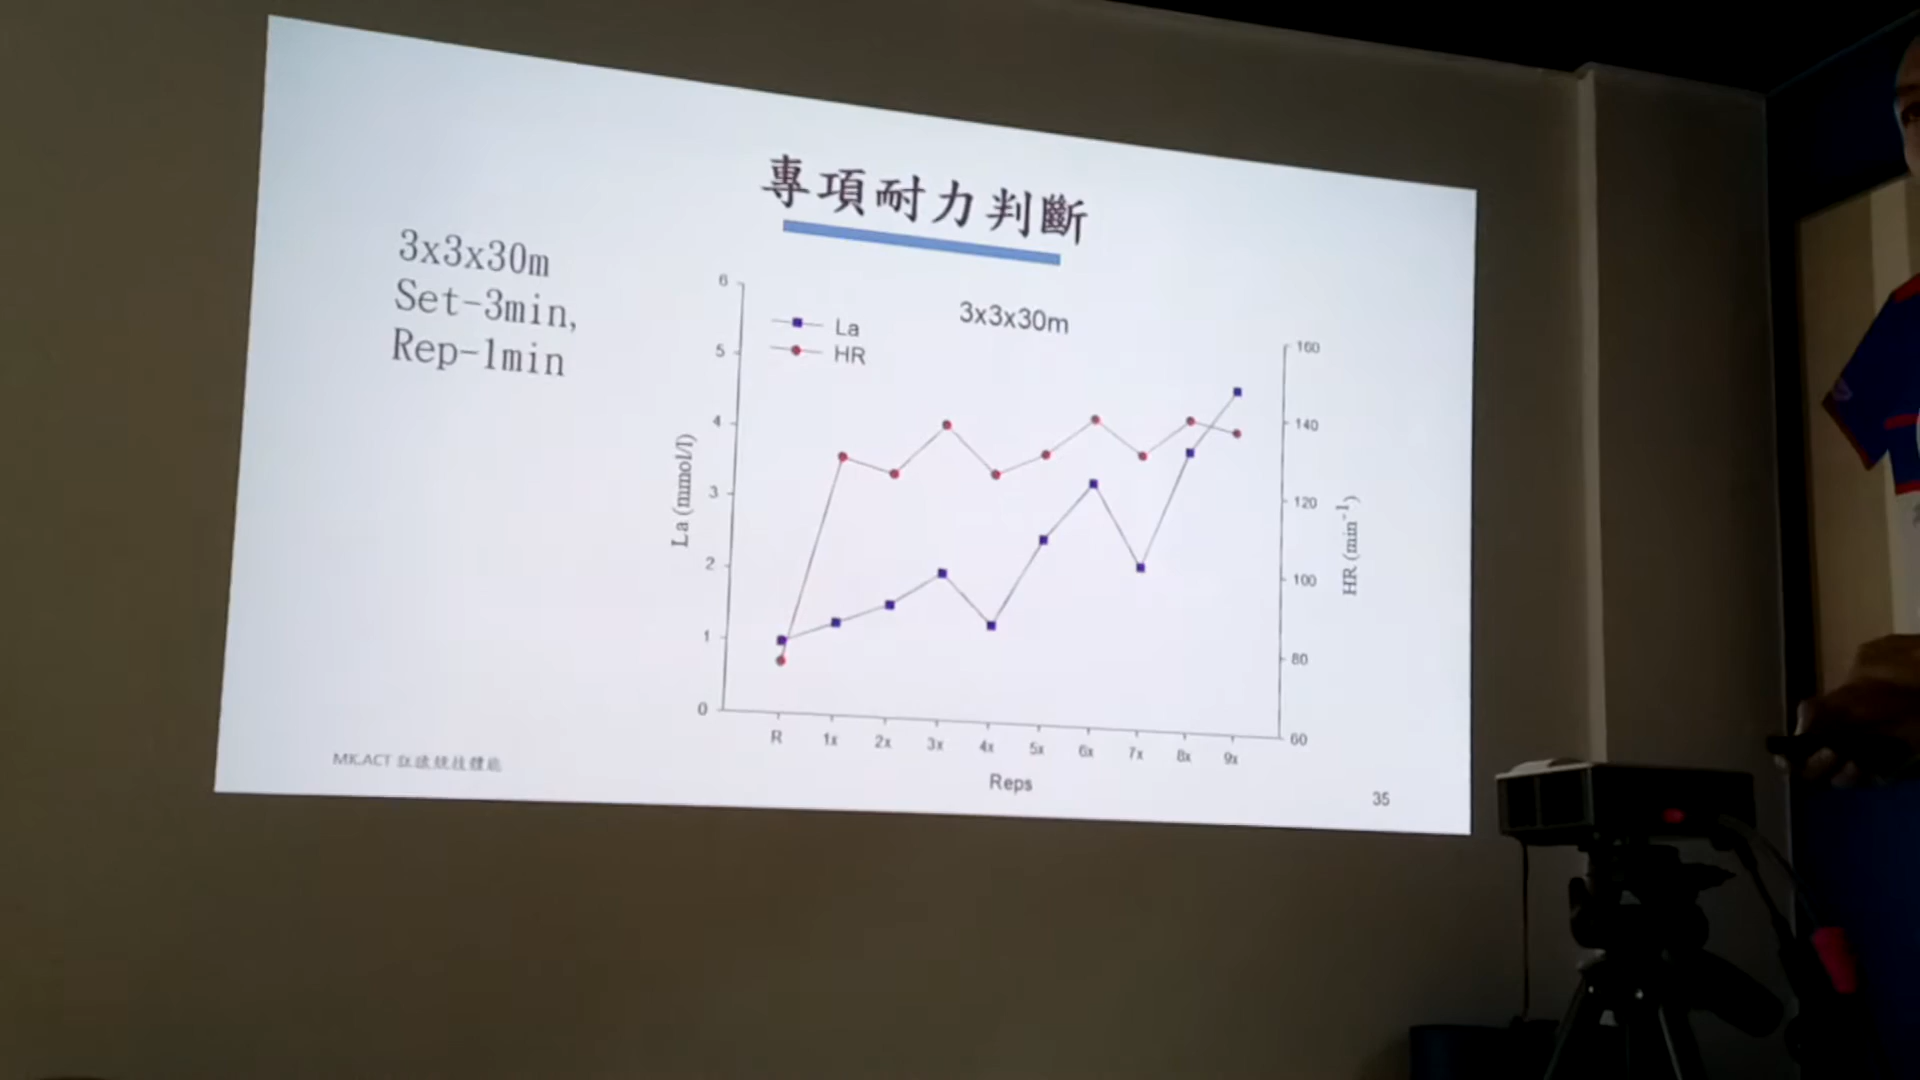 專項耐力判斷
3x3x30m
Set-3min,
Rep-1min
3x3x30m
La
HR
6
5
4
3
2
1
0
La (mmol/l)
160
140
120
100
80
60
HR (min⁻¹)
R 1x 2x 3x 4x 5x 6x 7x 8x 9x
Reps
MK.ACT
35